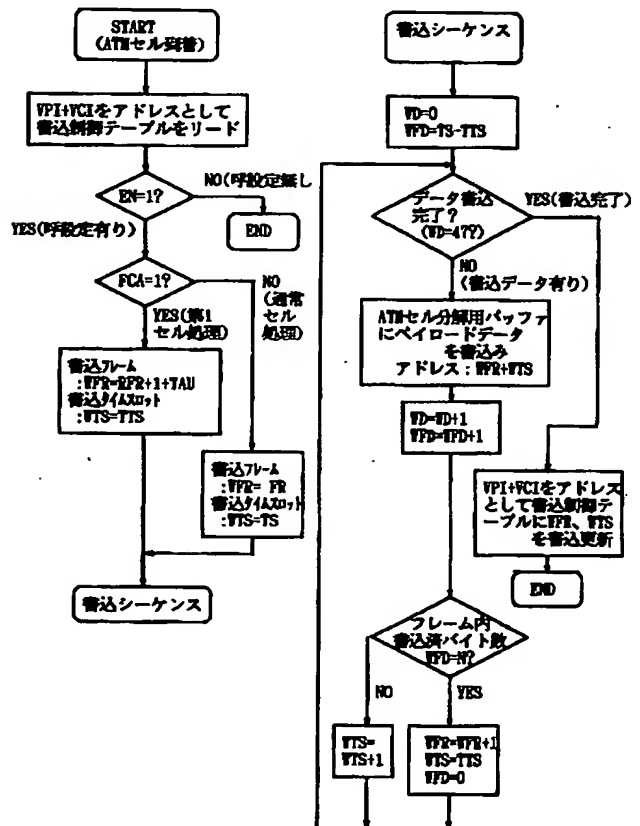 START
(ATMセル到着)
VPI+VCIをアドレスとして
書込制御テーブルをリード
EN=1?
NO(呼設定無し
END
YES(呼設定有り)
FCA=1?
NO
(通常
セル
処理)
YES(第1
セル処理)
書込フレーム
:WFR=RFR+1+TAU
書込タイムスロット
:WTS=TTS
書込フレーム
:WFR= FR
書込タイムスロット
:WTS=TS
書込シーケンス
書込シーケンス
WD=0
WFD=TS-TTS
データ書込
完了?
(WD=47?)
YES(書込完了)
NO
(書込データ有り)
ATMセル分解用バッファ
にペイロードデータ
を書込み
アドレス:WFR+WTS
WD=WD+1
WFD=WFD+1
VPI+VCIをアドレス
として書込制御テ
ーブルにWFR、WTS
を書込更新
END
フレーム内
書込済バイト数
WFD=N?
NO
YES
WTS=
WTS+1
WFR=WFR+1
WTS=TTS
WFD=0